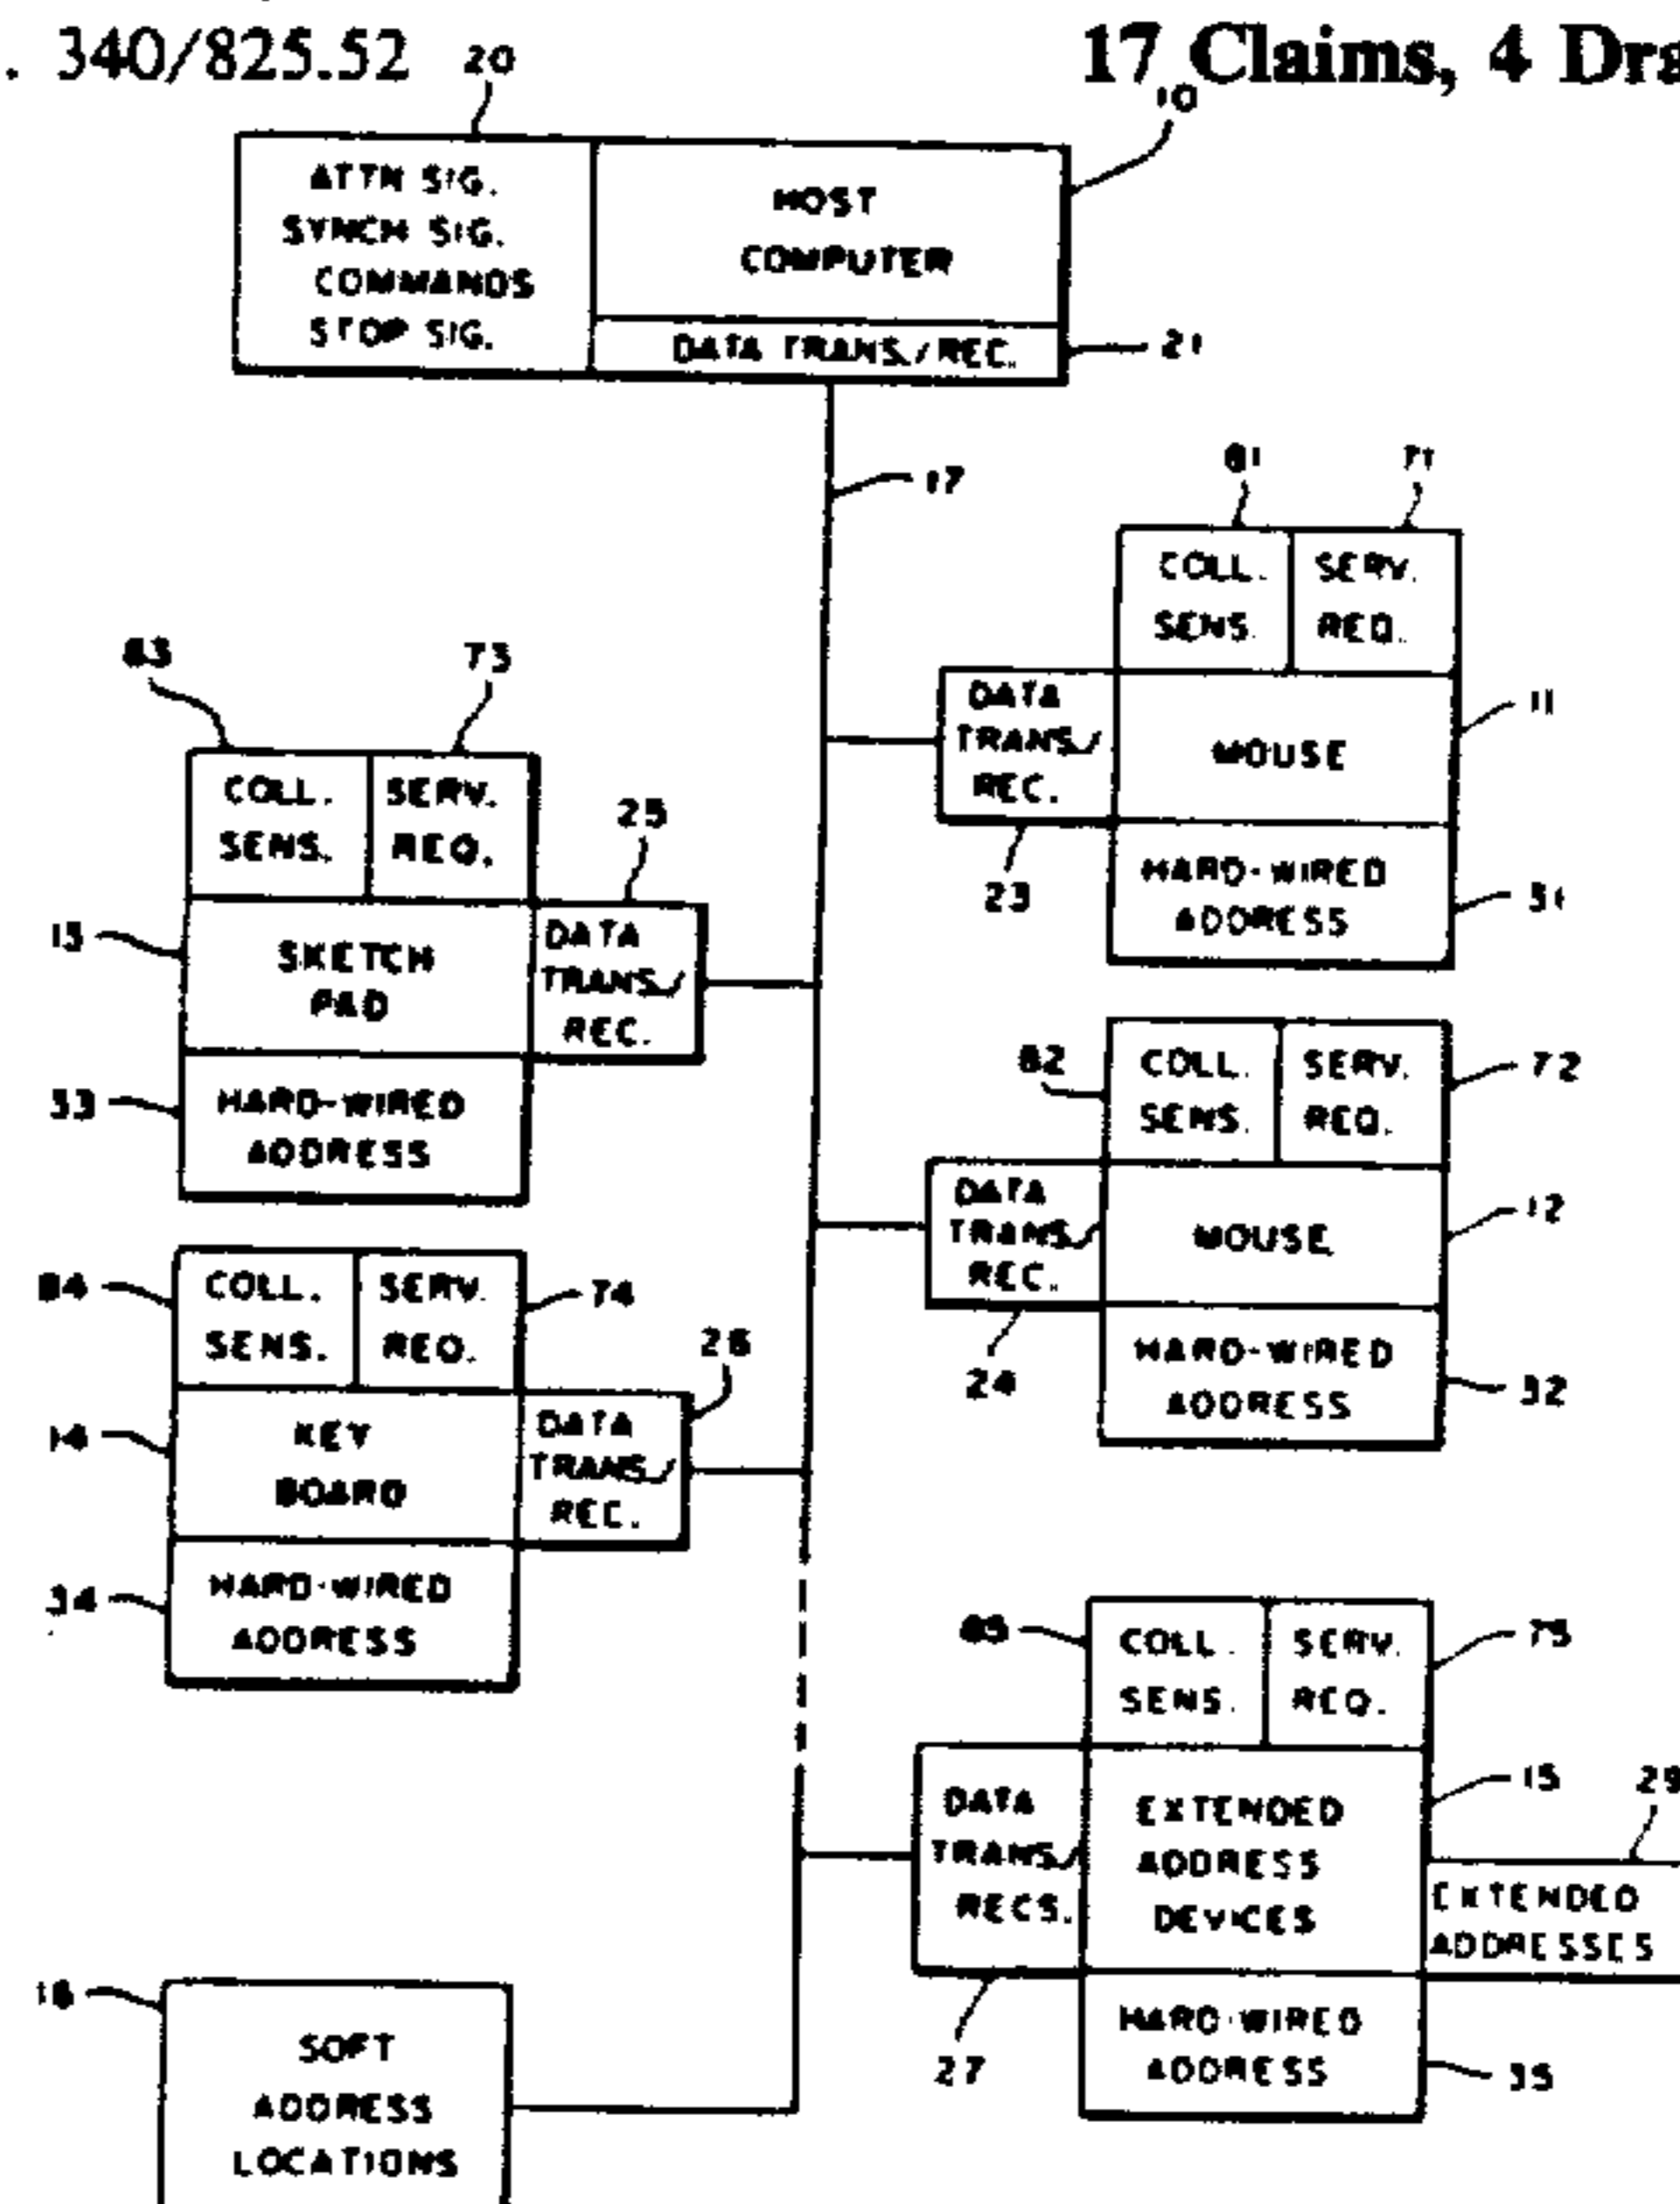 . 340/825.52
17 Claims, 4 Dra
20
10
ATTN SIG.
SYNCH SIG.
COMMANDS
STOP SIG.
HOST
COMPUTER
DATA TRANS./REC.
21
17
81
71
COLL.
SENS.
SERV.
REQ.
DATA
TRANS./
REC.
MOUSE
11
23
HARD-WIRED
ADDRESS
31
83
73
COLL.
SENS.
SERV.
REQ.
25
13
SKETCH
PAD
DATA
TRANS./
REC.
33
HARD-WIRED
ADDRESS
82
COLL.
SENS.
SERV.
REQ.
72
DATA
TRANS./
REC.
MOUSE
12
24
HARD-WIRED
ADDRESS
32
84
COLL.
SENS.
SERV.
REQ.
74
26
14
KEY
BOARD
DATA
TRANS./
REC.
34
HARD-WIRED
ADDRESS
85
COLL.
SENS.
SERV.
REQ.
75
DATA
TRANS./
RECS.
EXTENDED
ADDRESS
DEVICES
15
29
EXTENDED
ADDRESSES
27
HARD-WIRED
ADDRESS
35
16
SOFT
ADDRESS
LOCATIONS